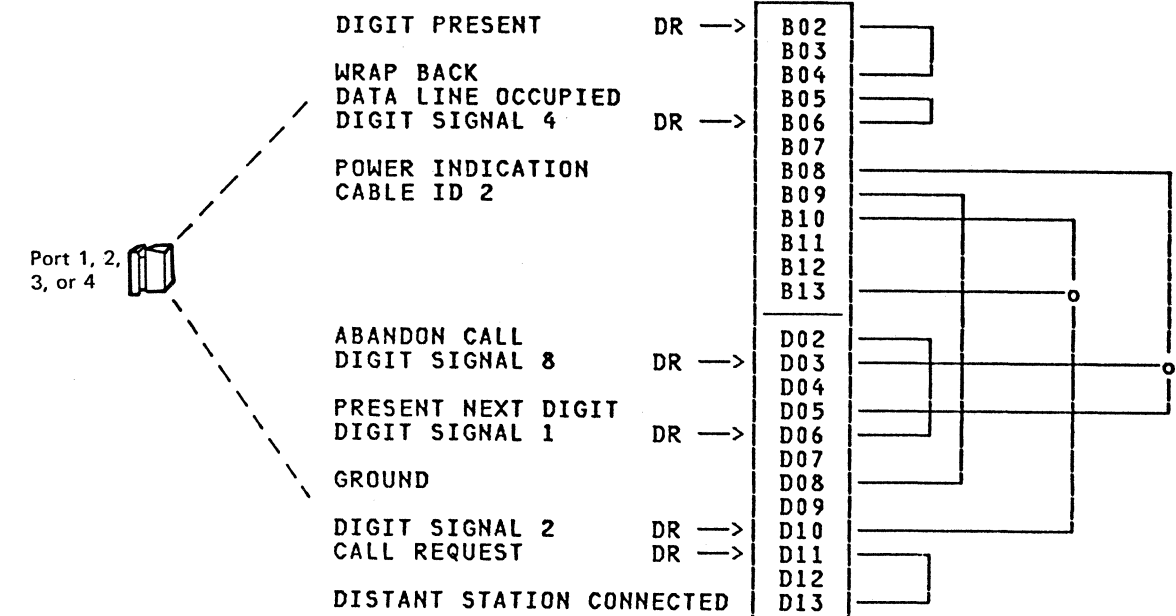 DIGIT PRESENT DR —> B02
B03
WRAP BACK B04
DATA LINE OCCUPIED B05
DIGIT SIGNAL 4 DR —> B06
B07
POWER INDICATION B08
CABLE ID 2 B09
B10
B11
Port 1, 2,
3, or 4
B12
B13
ABANDON CALL D02
DIGIT SIGNAL 8 DR —> D03
D04
PRESENT NEXT DIGIT D05
DIGIT SIGNAL 1 DR —> D06
D07
GROUND D08
D09
DIGIT SIGNAL 2 DR —> D10
CALL REQUEST DR —> D11
D12
DISTANT STATION CONNECTED D13